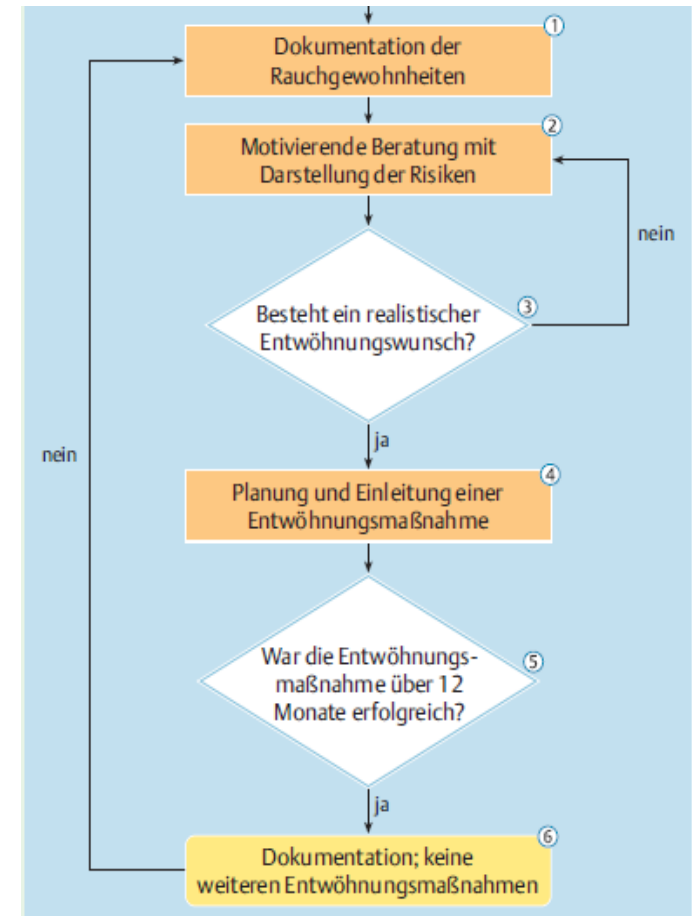 ①
Dokumentation der
Rauchgewohnheiten
②
Motivierende Beratung mit
Darstellung der Risiken
nein
③
Besteht ein realistischer
Entwöhnungswunsch?
ja
nein
④
Planung und Einleitung einer
Entwöhnungsmaßnahme
⑤
War die Entwöhnungs-
maßnahme über 12
Monate erfolgreich?
ja
⑥
Dokumentation; keine
weiteren Entwöhnungsmaßnahmen